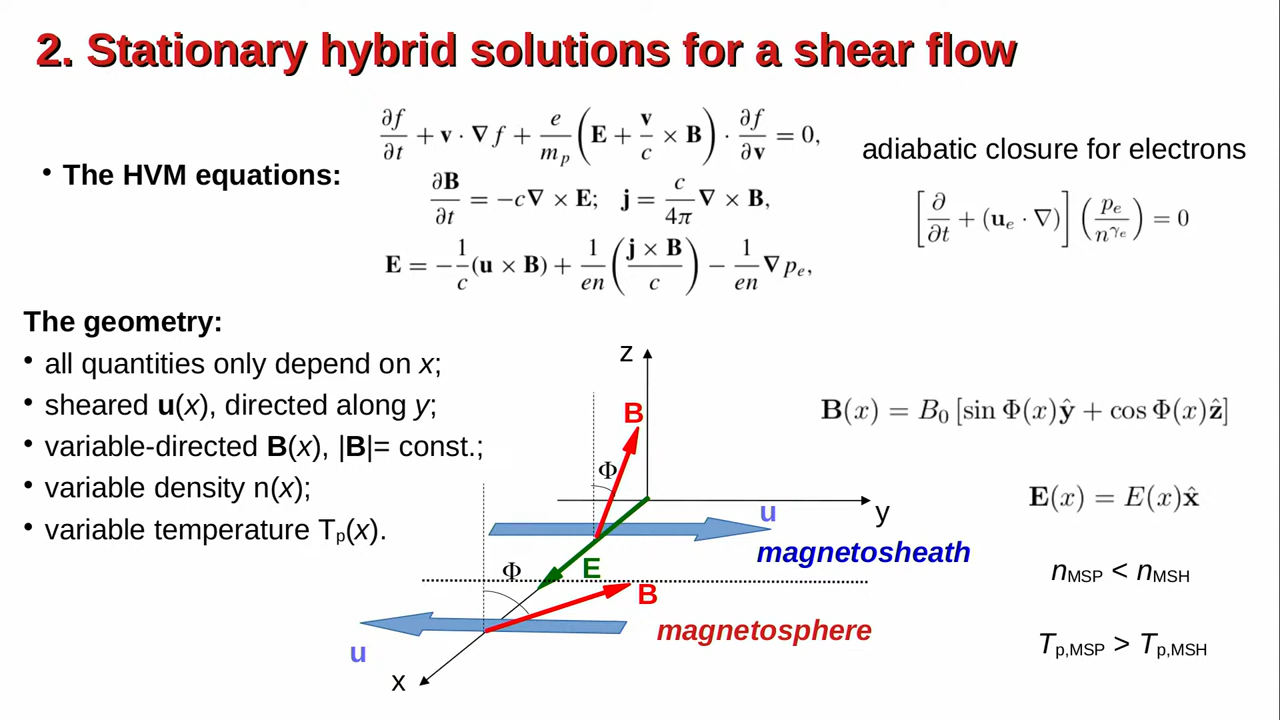 2. Stationary hybrid solutions for a shear flow
∂f/∂t + v · ∇f + e/m_p (E + v/c × B) · ∂f/∂v = 0,
adiabatic closure for electrons
• The HVM equations:
∂B/∂t = −c∇ × E; j = c/4π ∇ × B,
[∂/∂t + (u_e · ∇)] (p_e/n^γ_e) = 0
E = −1/c (u × B) + 1/en (j × B/c) − 1/en ∇p_e,
The geometry:
• all quantities only depend on x;
• sheared u(x), directed along y;
• variable-directed B(x), |B|= const.;
• variable density n(x);
• variable temperature T_p(x).
z
B
Φ
u
y
magnetosheath
E
Φ
B
magnetosphere
u
x
B(x) = B_0 [sin Φ(x)ŷ + cos Φ(x)ẑ]
E(x) = E(x)x̂
n_MSP < n_MSH
T_p,MSP > T_p,MSH